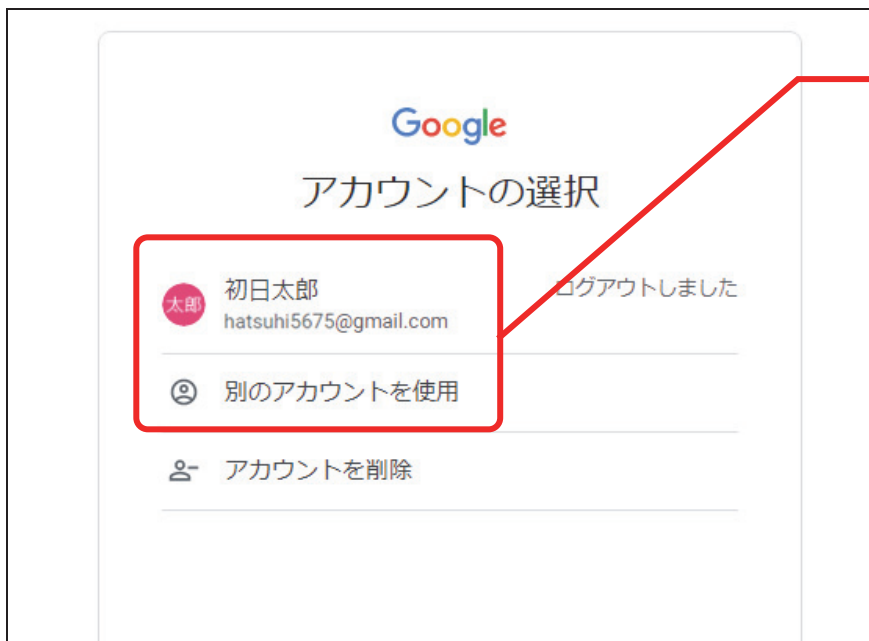 Google
アカウントの選択
太郎
初日太郎
ログアウトしました
hatsuhi5675@gmail.com
別のアカウントを使用
アカウントを削除